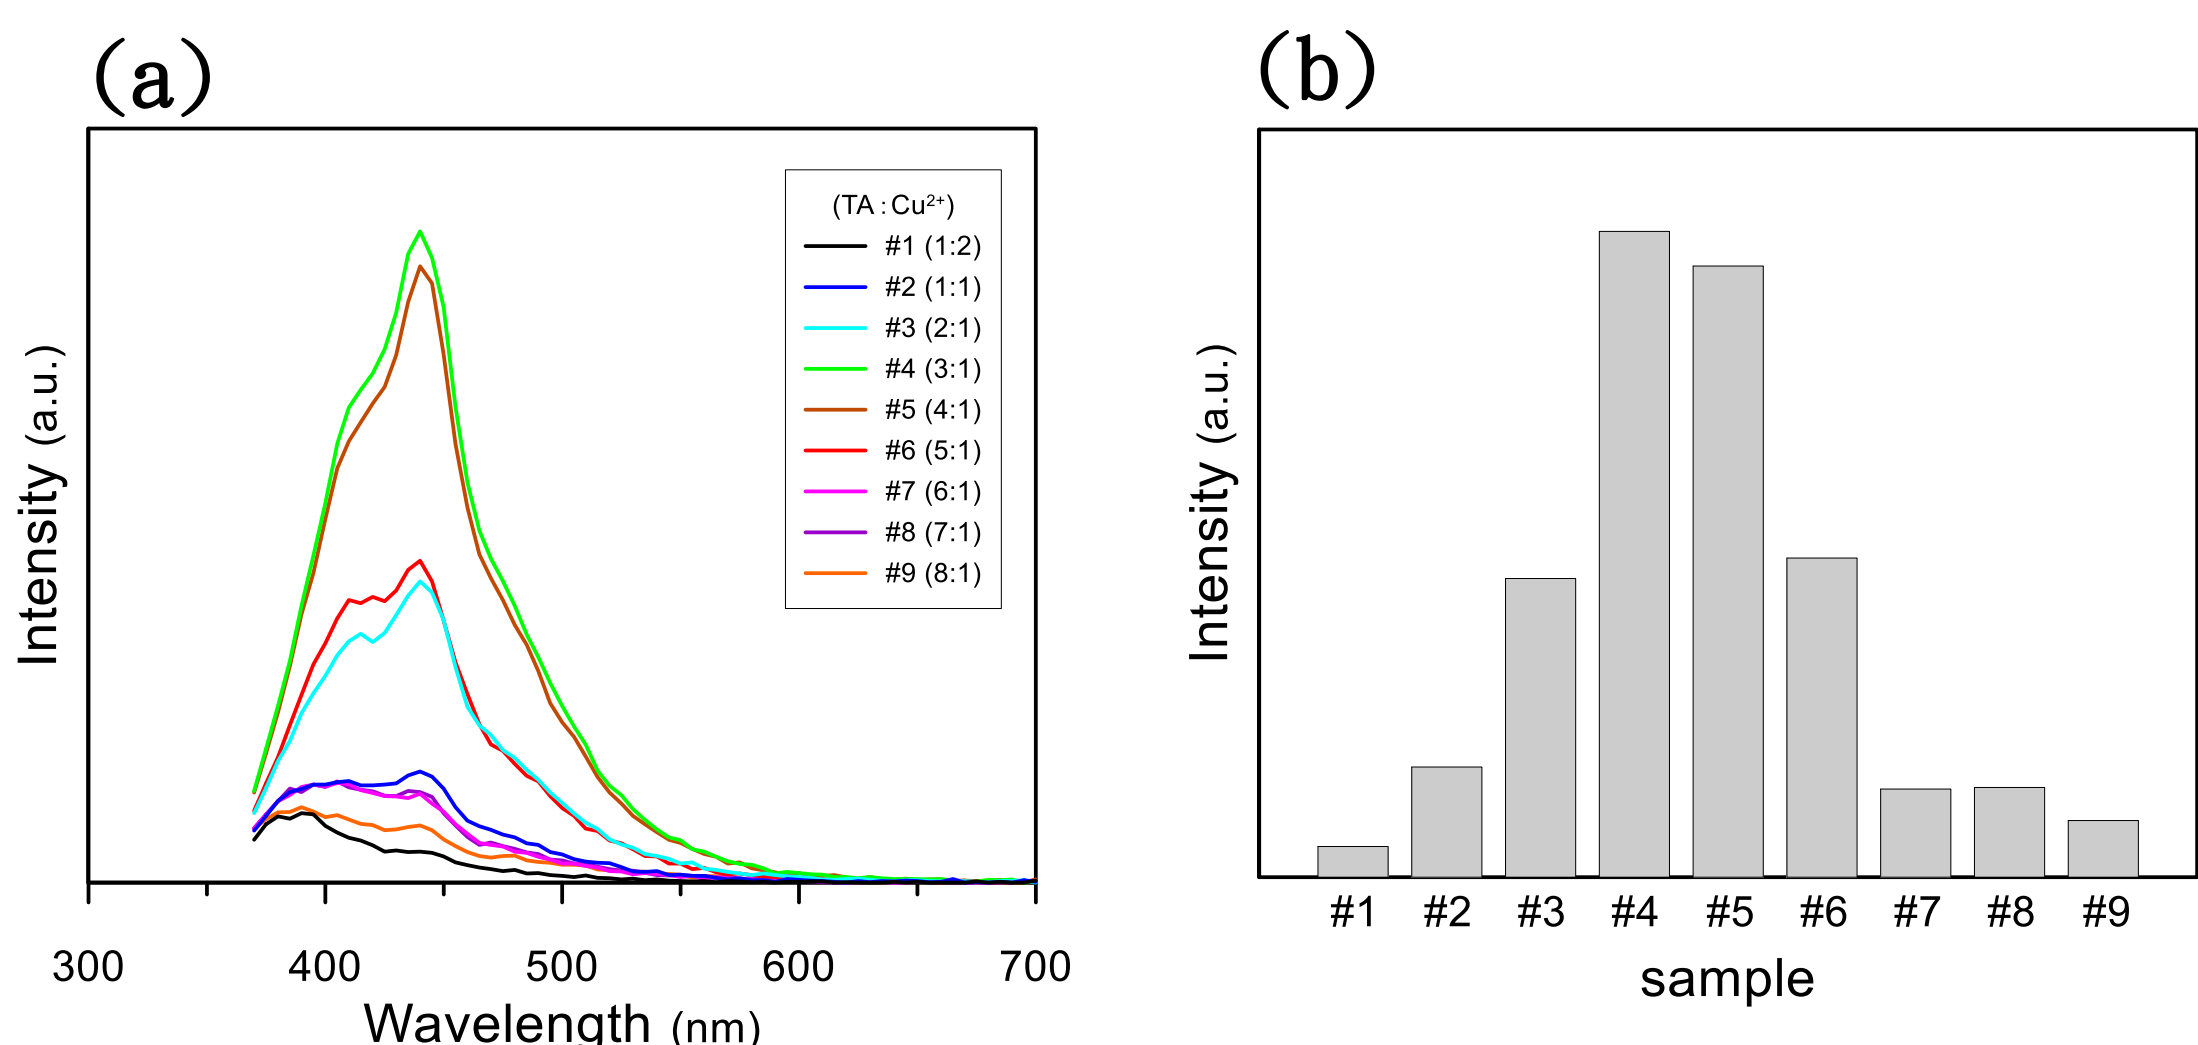 (a)
Intensity (a.u.)
(TA : Cu²⁺)
#1 (1:2)
#2 (1:1)
#3 (2:1)
#4 (3:1)
#5 (4:1)
#6 (5:1)
#7 (6:1)
#8 (7:1)
#9 (8:1)
300 400 500 600 700
Wavelength (nm)
(b)
Intensity (a.u.)
#1 #2 #3 #4 #5 #6 #7 #8 #9
sample